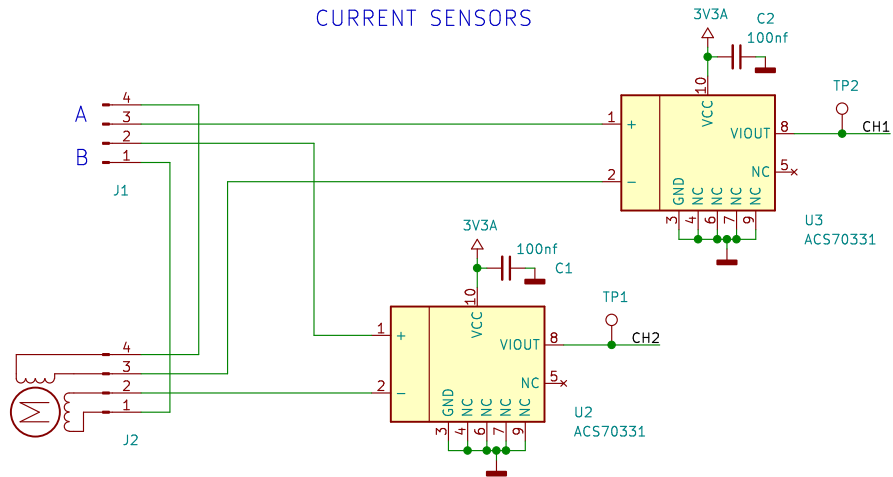 CURRENT SENSORS
3V3A
C2
100nf
10
VCC
TP2
A
4
3
2
1
B
J1
1
+
VIOUT
8
CH1
NC
5
2
−
GND
NC
NC
NC
NC
3
4
6
7
9
U3
ACS70331
3V3A
100nf
C1
10
VCC
TP1
1
+
VIOUT
8
CH2
NC
5
2
−
GND
NC
NC
NC
NC
3
4
6
7
9
U2
ACS70331
4
3
2
1
M
J2